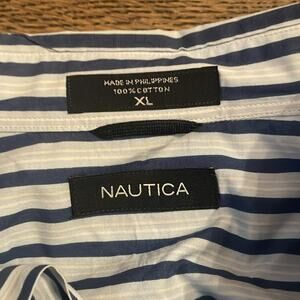 MADE IN PHILIPPINES
100% COTTON
XL
NAUTICA